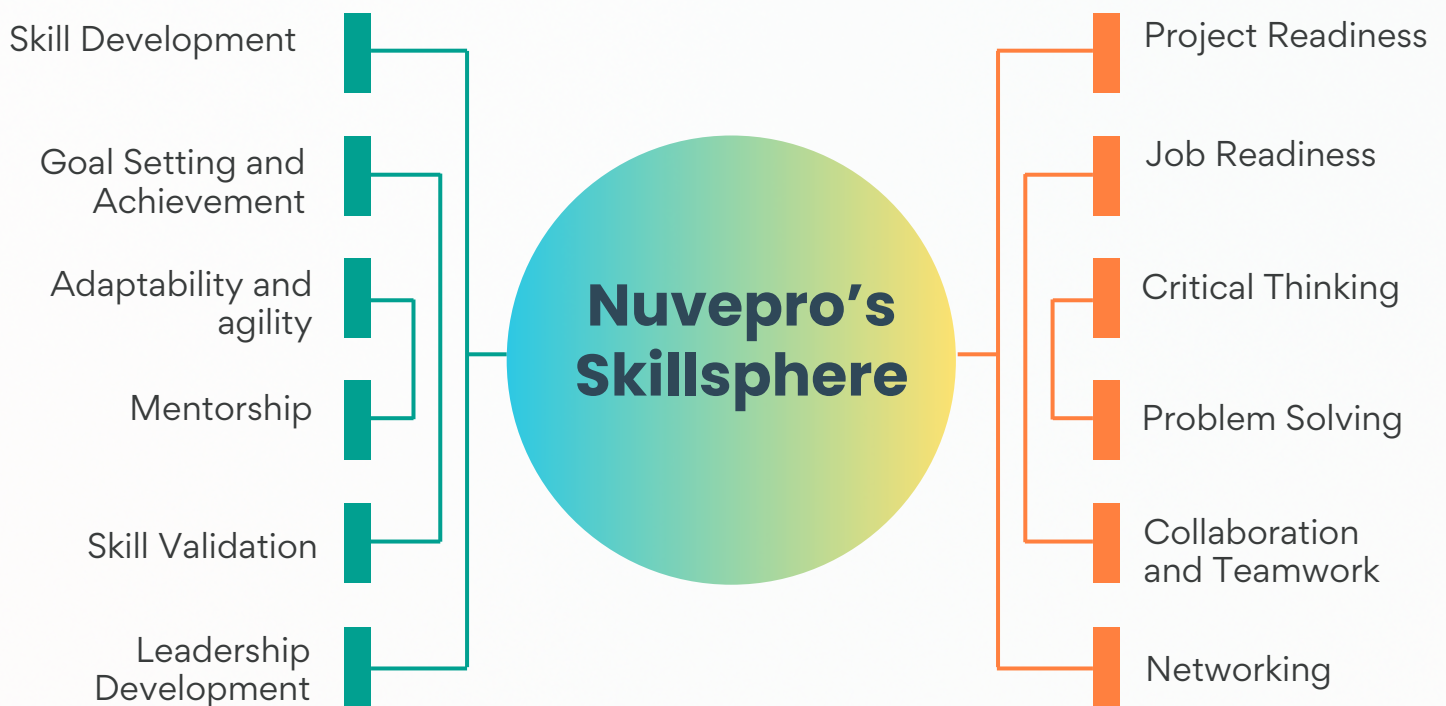 Skill Development
Goal Setting and
Achievement
Adaptability and
agility
Mentorship
Skill Validation
Leadership
Development
Nuvepro’s
Skillsphere
Project Readiness
Job Readiness
Critical Thinking
Problem Solving
Collaboration
and Teamwork
Networking